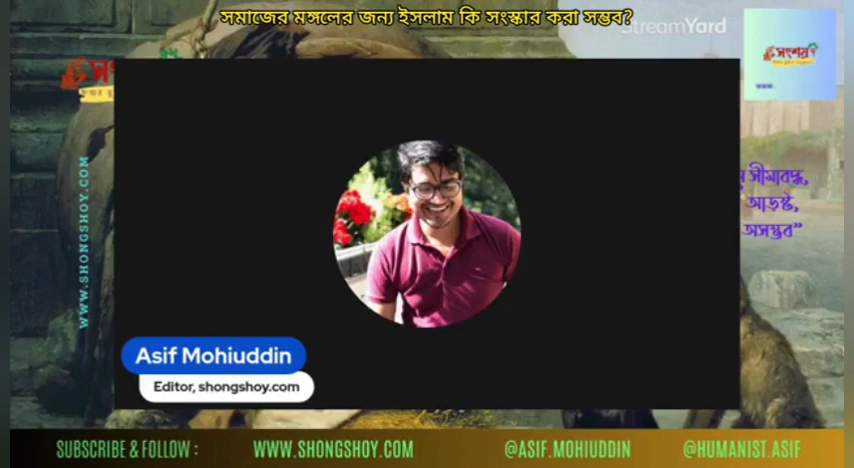 সমাজের মঙ্গলের জন্য ইসলাম কি সংস্কার করা সম্ভব?
StreamYard
সংশয়
WWW.SHONGSHOY.COM
সীমাবদ্ধ,
আড়ষ্ট,
অসম্ভব”
Asif Mohiuddin
Editor, shongshoy.com
SUBSCRIBE & FOLLOW :
WWW.SHONGSHOY.COM
@ASIF.MOHIUDDIN
@HUMANIST.ASIF